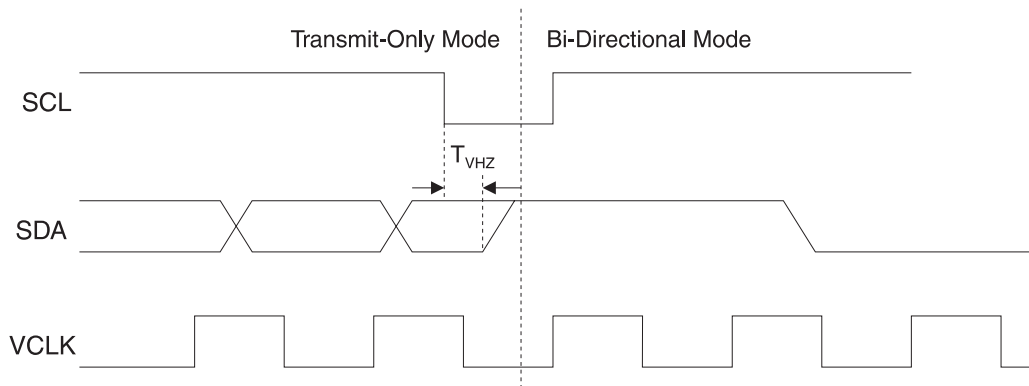 Transmit-Only Mode
Bi-Directional Mode
SCL
TVHZ
SDA
VCLK